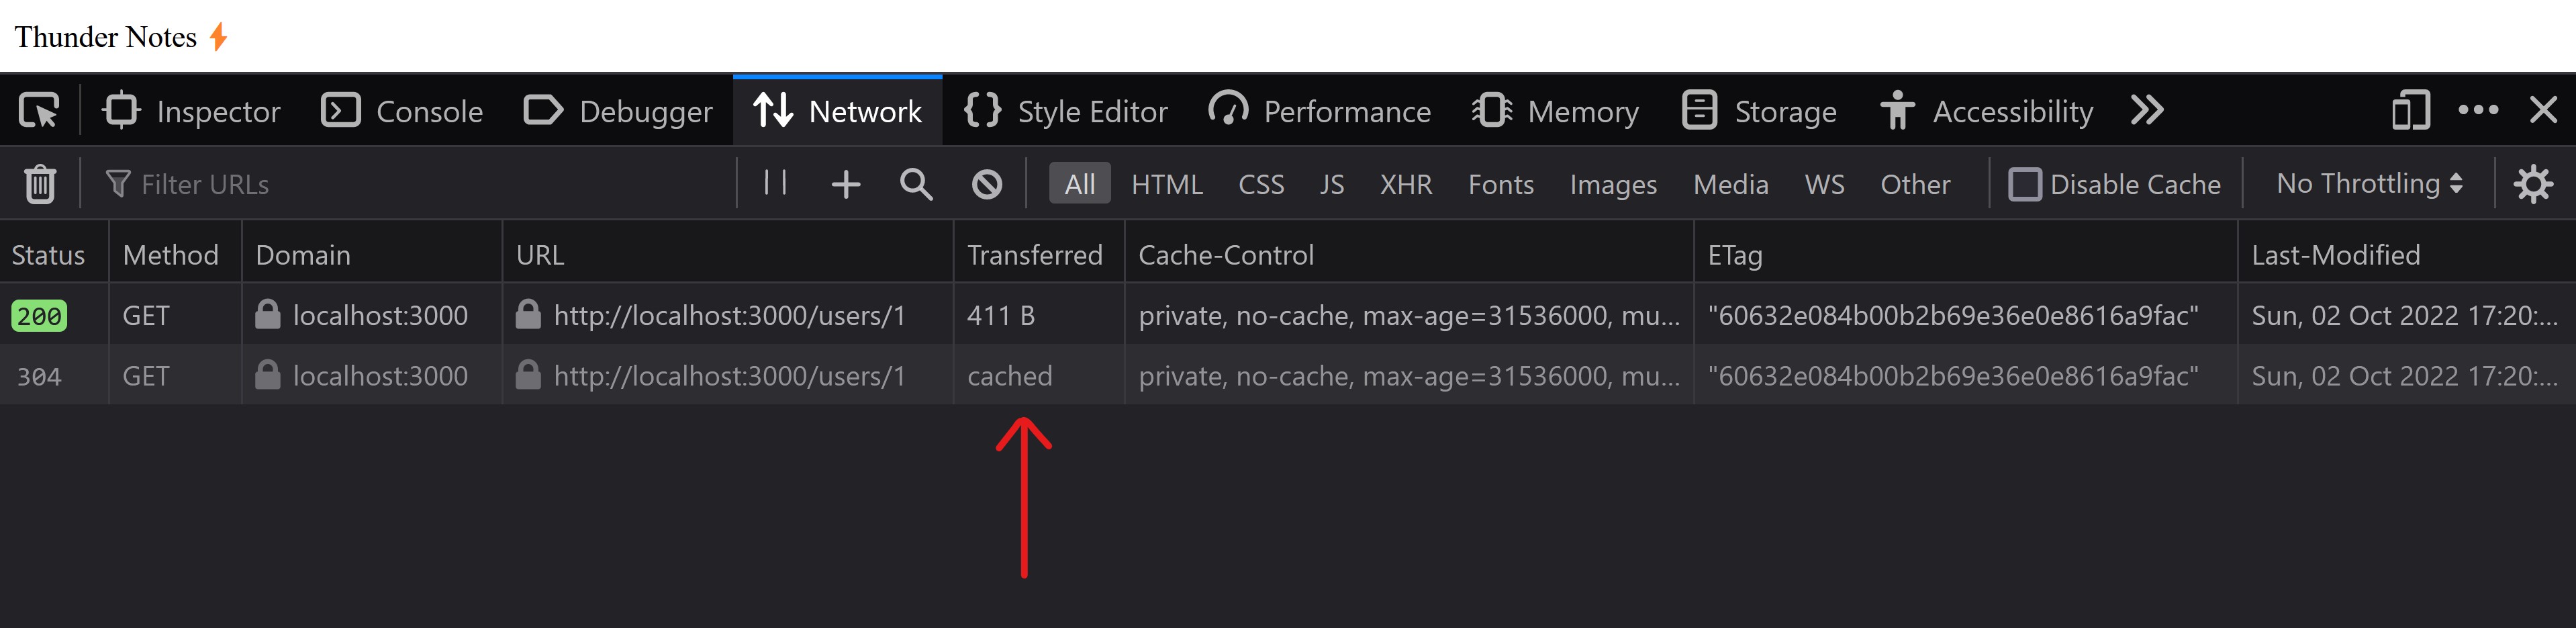 Thunder Notes⚡
Inspector Console Debugger Network Style Editor Performance Memory Storage Accessibility
Filter URLs All HTML CSS JS XHR Fonts Images Media WS Other Disable Cache No Throttling
Status Method Domain URL Transferred Cache-Control ETag Last-Modified
200 GET localhost:3000 http://localhost:3000/users/1 411 B private, no-cache, max-age=31536000, mu... "60632e084b00b2b69e36e0e8616a9fac" Sun, 02 Oct 2022 17:20:...
304 GET localhost:3000 http://localhost:3000/users/1 cached private, no-cache, max-age=31536000, mu... "60632e084b00b2b69e36e0e8616a9fac" Sun, 02 Oct 2022 17:20:...